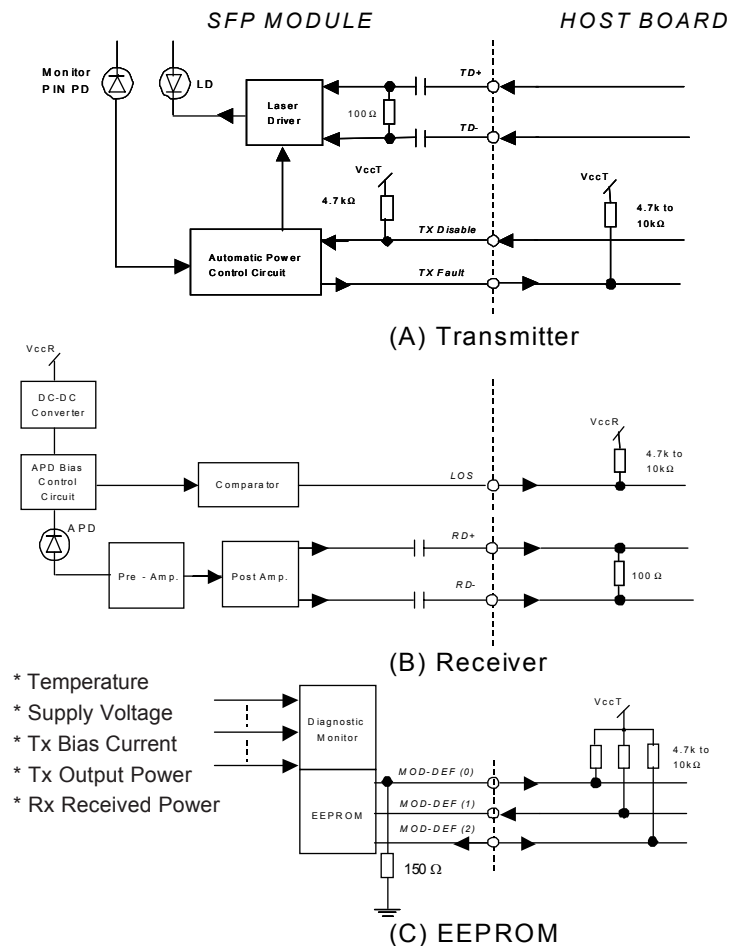 SFP MODULE
HOST BOARD
Monitor
PIN PD
LD
Laser
Driver
100Ω
TD+
TD-
VccT
4.7kΩ
VccT
4.7k to
10kΩ
TX Disable
Automatic Power
Control Circuit
TX Fault
(A) Transmitter
VccR
DC-DC
Converter
APD Bias
Control
Circuit
Comparator
LOS
VccR
4.7k to
10kΩ
APD
Pre - Amp.
Post Amp.
RD+
RD-
100 Ω
(B) Receiver
* Temperature
* Supply Voltage
* Tx Bias Current
* Tx Output Power
* Rx Received Power
Diagnostic
Monitor
EEPROM
MOD-DEF (0)
MOD-DEF (1)
MOD-DEF (2)
VccT
4.7k to
10kΩ
150 Ω
(C) EEPROM